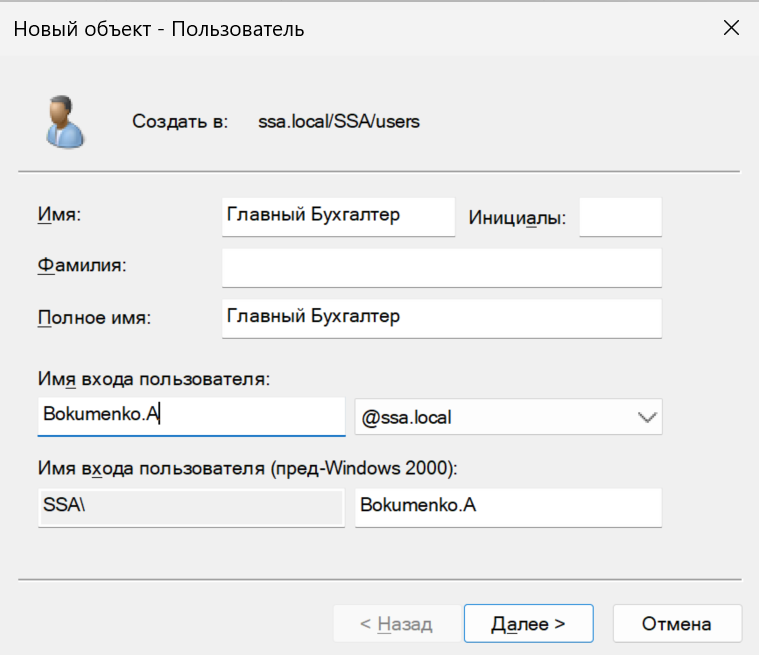 Новый объект - Пользователь
Создать в: ssa.local/SSA/users
Имя: Главный Бухгалтер Инициалы:
Фамилия:
Полное имя: Главный Бухгалтер
Имя входа пользователя:
Bokumenko.A @ssa.local
Имя входа пользователя (пред-Windows 2000):
SSA\ Bokumenko.A
< Назад Далее > Отмена